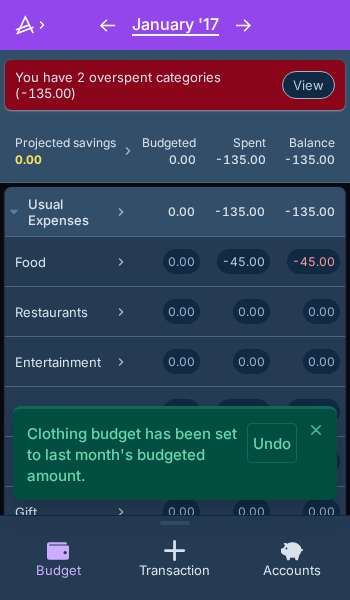 January '17
You have 2 overspent categories
(-135.00)
View
Projected savings
0.00
Budgeted
0.00
Spent
-135.00
Balance
-135.00
Usual
Expenses
0.00
-135.00
-135.00
Food
0.00
-45.00
-45.00
Restaurants
0.00
0.00
0.00
Entertainment
0.00
0.00
0.00
Clothing budget has been set
to last month's budgeted
amount.
Undo
Gift
0.00
0.00
0.00
Budget
Transaction
Accounts